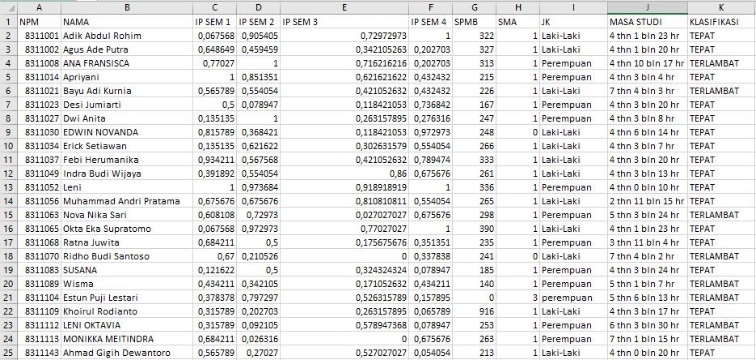 A B C D E F G H I J K
1 NPM NAMA IP SEM 1 IP SEM 2 IP SEM 3 IP SEM 4 SPMB SMA JK MASA STUDI KLASIFIKASI
2 8311001 Adik Abdul Rohim 0,067568 0,905405 0,72972973 1 322 1 Laki-Laki 4 thn 1 bln 23 hr TEPAT
3 8311002 Agus Ade Putra 0,648649 0,459459 0,342105263 0,202703 327 1 Laki-Laki 4 thn 1 bln 20 hr TEPAT
4 8311008 ANA FRANSISCA 0,77027 1 0,716216216 0,202703 313 1 Perempuan 4 thn 10 bln 17 hr TERLAMBAT
5 8311014 Apriyani 1 0,851351 0,621621622 0,432432 215 1 Perempuan 4 thn 3 bln 4 hr TEPAT
6 8311021 Bayu Adi Kurnia 0,565789 0,554054 0,421052632 0,432432 226 1 Laki-Laki 7 thn 4 bln 3 hr TERLAMBAT
7 8311023 Desi Jumiarti 0,5 0,078947 0,118421053 0,736842 167 1 Perempuan 4 thn 3 bln 20 hr TEPAT
8 8311027 Dwi Anita 0,135135 1 0,263157895 0,276316 247 1 Perempuan 4 thn 3 bln 8 hr TEPAT
9 8311030 EDWIN NOVANDA 0,815789 0,368421 0,118421053 0,972973 248 0 Laki-Laki 4 thn 6 bln 14 hr TEPAT
10 8311034 Erick Setiawan 0,135135 0,621622 0,302631579 0,554054 266 1 Laki-Laki 4 thn 3 bln 7 hr TEPAT
11 8311037 Febi Herumanika 0,934211 0,567568 0,421052632 0,789474 333 1 Laki-Laki 4 thn 3 bln 20 hr TEPAT
12 8311049 Indra Budi Wijaya 0,391892 0,554054 0,86 0,675676 261 1 Laki-Laki 4 thn 3 bln 13 hr TEPAT
13 8311052 Leni 1 0,973684 0,918918919 1 336 1 Perempuan 4 thn 0 bln 10 hr TEPAT
14 8311056 Muhammad Andri Pratama 0,675676 0,675676 0,810810811 0,554054 265 1 Laki-Laki 2 thn 11 bln 15 hr TEPAT
15 8311063 Nova Nika Sari 0,608108 0,72973 0,027027027 0,675676 298 1 Perempuan 5 thn 3 bln 24 hr TERLAMBAT
16 8311065 Okta Eka Supratomo 0,067568 0,972973 0,77027027 1 390 1 Laki-Laki 4 thn 1 bln 23 hr TEPAT
17 8311068 Ratna Juwita 0,684211 0,5 0,175675676 0,351351 235 1 Perempuan 3 thn 11 bln 4 hr TEPAT
18 8311070 Ridho Budi Santoso 0,67 0,210526 0 0,337838 241 0 Laki-Laki 7 thn 4 bln 2 hr TERLAMBAT
19 8311083 SUSANA 0,121622 0,5 0,324324324 0,078947 185 1 Perempuan 4 thn 3 bln 24 hr TEPAT
20 8311089 Wisma 0,434211 0,342105 0,171052632 0,434211 140 1 Perempuan 5 thn 1 bln 7 hr TERLAMBAT
21 8311104 Estun Puji Lestari 0,378378 0,797297 0,526315789 0,157895 0 3 perempuan 5 thn 6 bln 13 hr TERLAMBAT
22 8311109 Khoirul Rodianto 0,315789 0,202703 0,263157895 0,065789 916 1 Laki-Laki 4 thn 3 bln 17 hr TEPAT
23 8311112 LENI OKTAVIA 0,315789 0,092105 0,578947368 0,078947 253 1 Perempuan 6 thn 3 bln 30 hr TERLAMBAT
24 8311113 MONIKKA MEITINDRA 0,684211 0,026316 0 0,675676 263 1 Perempuan 7 thn 1 bln 15 hr TERLAMBAT
25 8311143 Ahmad Gigih Dewantoro 0,565789 0,27027 0,527027027 0,054054 213 1 Laki-Laki 4 thn 0 bln 20 hr TEPAT